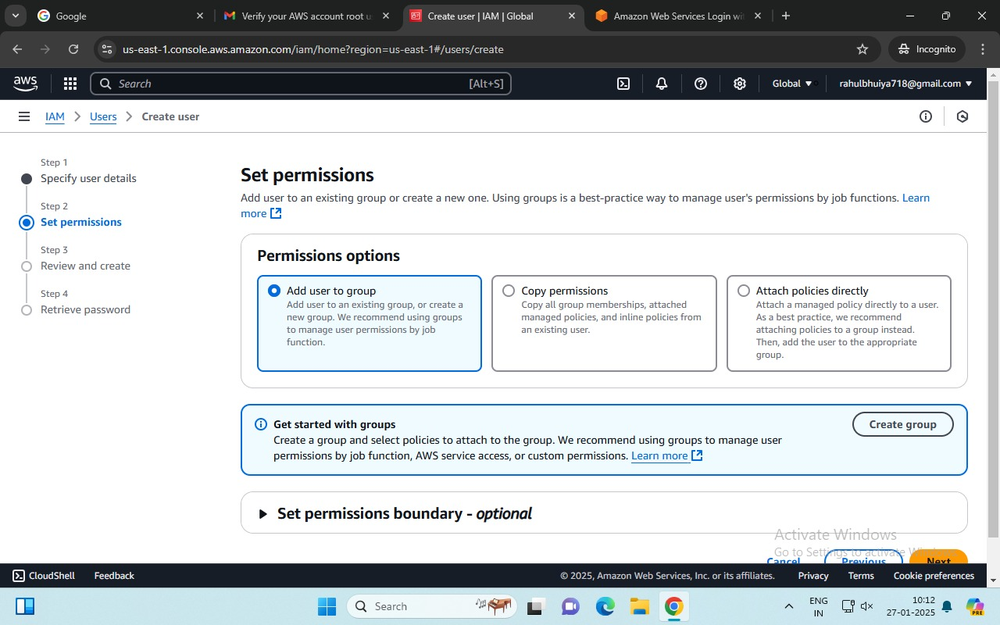 Google
Verify your AWS account root u
Create user | IAM | Global
Amazon Web Services Login wi
us-east-1.console.aws.amazon.com/iam/home?region=us-east-1#/users/create
Incognito
aws
Search
[Alt+S]
Global
rahulbhuiya718@gmail.com
IAM
Users
Create user
Step 1
Specify user details
Step 2
Set permissions
Step 3
Review and create
Step 4
Retrieve password
Set permissions
Add user to an existing group or create a new one. Using groups is a best-practice way to manage user's permissions by job functions. Learn
more
Permissions options
Add user to group
Add user to an existing group, or create a
new group. We recommend using groups
to manage user permissions by job
function.
Copy permissions
Copy all group memberships, attached
managed policies, and inline policies from
an existing user.
Attach policies directly
Attach a managed policy directly to a user.
As a best practice, we recommend
attaching policies to a group instead.
Then, add the user to the appropriate
group.
Get started with groups
Create a group and select policies to attach to the group. We recommend using groups to manage user
permissions by job function, AWS service access, or custom permissions. Learn more
Create group
Set permissions boundary - optional
Activate Windows
Go to Settings to activate Windows.
Cancel
Previous
Next
CloudShell
Feedback
© 2025, Amazon Web Services, Inc. or its affiliates.
Privacy
Terms
Cookie preferences
Search
ENG
IN
10:12
27-01-2025
PRE